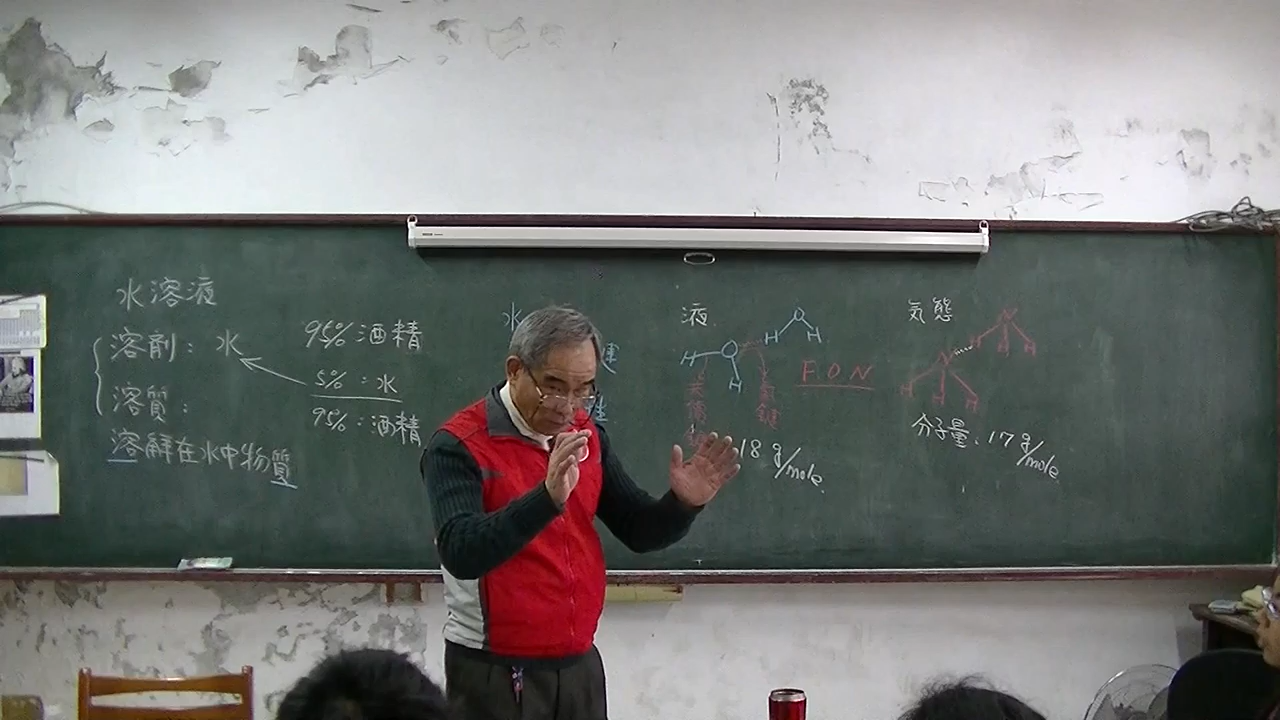 水溶液
溶劑：水
溶質：
溶解在水中物質
95% 酒精
5%：水
95%：酒精
水
液
O
H H
H O
H
F.O.N
18 g/mole
気態
N
H H H
N
H H H
分子量、17 g/mole